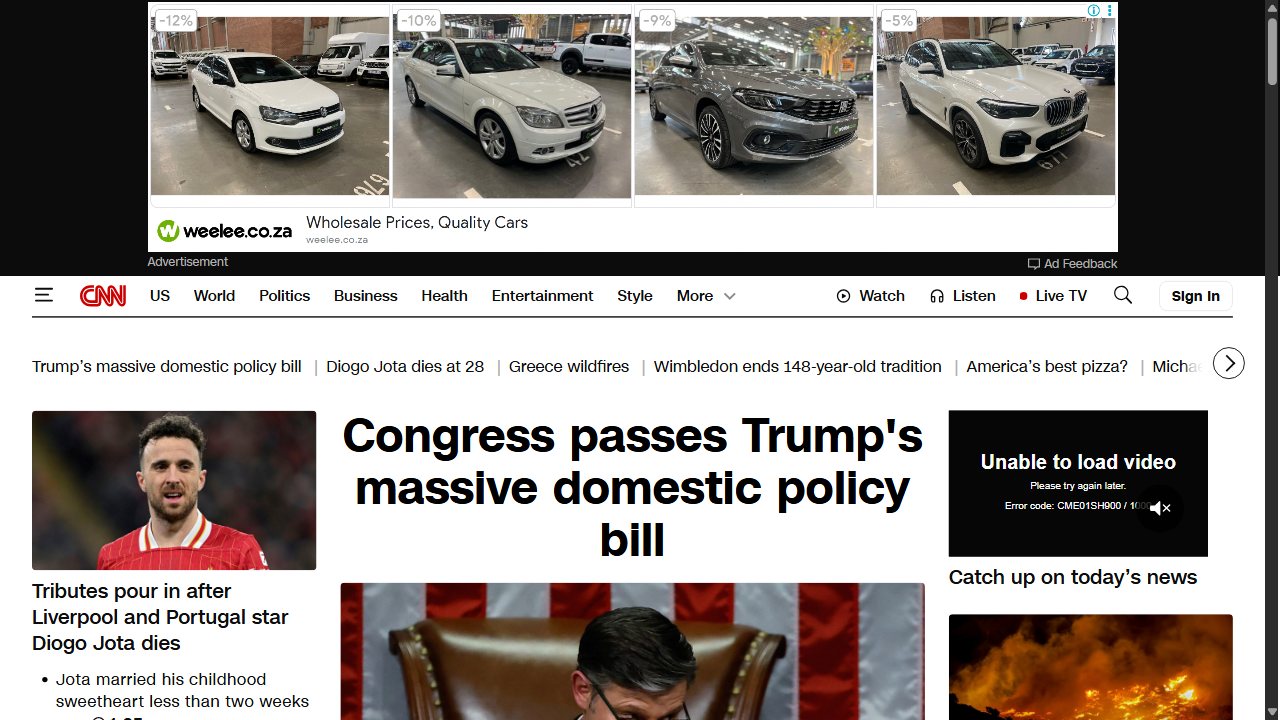 -12%
-10%
-9%
-5%
weelee.co.za
Wholesale Prices, Quality Cars
weelee.co.za
Advertisement
Ad Feedback
CNN
US World Politics Business Health Entertainment Style More
Watch Listen Live TV
Sign in
Trump’s massive domestic policy bill | Diogo Jota dies at 28 | Greece wildfires | Wimbledon ends 148-year-old tradition | America’s best pizza? |
Congress passes Trump's
massive domestic policy
bill
Tributes pour in after
Liverpool and Portugal star
Diogo Jota dies
• Jota married his childhood
sweetheart less than two weeks
Unable to load video
Please try again later.
Error code: CME01SH900 /
Catch up on today’s news